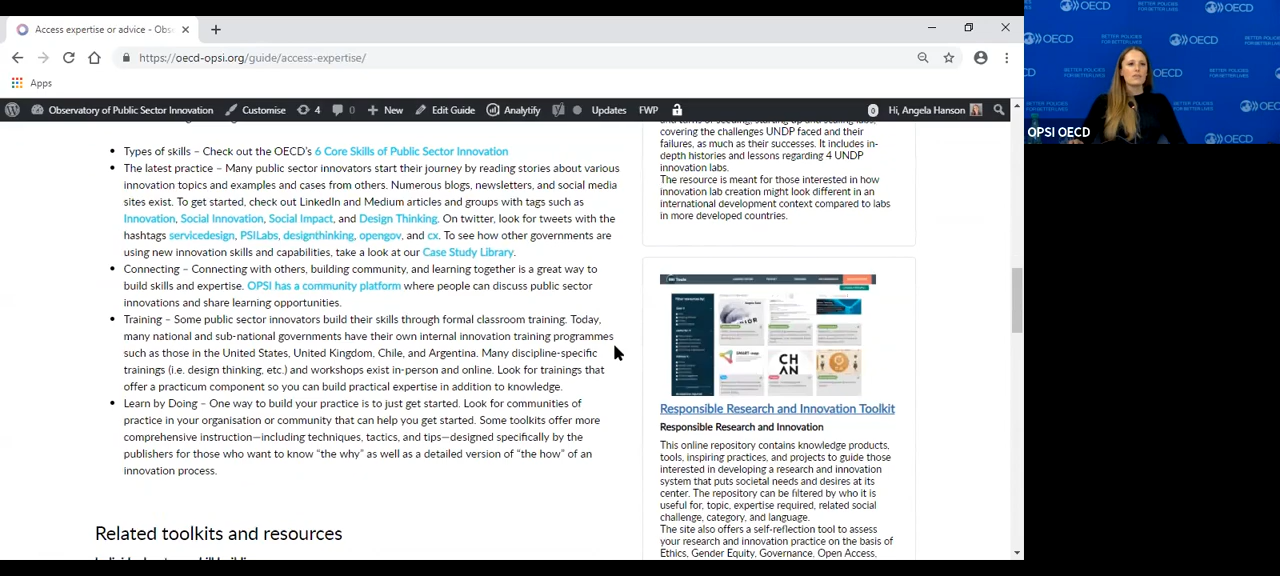 Access expertise or advice - Obs
https://oecd-opsi.org/guide/access-expertise/
Apps
Observatory of Public Sector Innovation Customise 4 New Edit Guide Analytify Updates FWP 0 Hi, Angela Hanson
Types of skills – Check out the OECD's 6 Core Skills of Public Sector Innovation
The latest practice – Many public sector innovators start their journey by reading stories about various
innovation topics and examples and cases from others. Numerous blogs, newsletters, and social media
sites exist. To get started, check out LinkedIn and Medium articles and groups with tags such as
Innovation, Social Innovation, Social Impact, and Design Thinking. On twitter, look for tweets with the
hashtags servicedesign, PSILabs, designthinking, opengov, and cx. To see how other governments are
using new innovation skills and capabilities, take a look at our Case Study Library.
Connecting – Connecting with others, building community, and learning together is a great way to
build skills and expertise. OPSI has a community platform where people can discuss public sector
innovations and share learning opportunities.
Training – Some public sector innovators build their skills through formal classroom training. Today,
many national and sub-national governments have their own internal innovation training programmes
such as those in the United States, United Kingdom, Chile, and Argentina. Many discipline-specific
trainings (i.e. design thinking, etc.) and workshops exist in-person and online. Look for trainings that
offer a practicum component so you can build practical expertise in addition to knowledge.
Learn by Doing – One way to build your practice is to just get started. Look for communities of
practice in your organisation or community that can help you get started. Some toolkits offer more
comprehensive instruction—including techniques, tactics, and tips—designed specifically by the
publishers for those who want to know “the why” as well as a detailed version of “the how” of an
innovation process.
Related toolkits and resources
covering the challenges UNDP faced and their
failures, as much as their successes. It includes in-
depth histories and lessons regarding 4 UNDP
innovation labs.
The resource is meant for those interested in how
innovation lab creation might look different in an
international development context compared to labs
in more developed countries.
CH
AN
Responsible Research and Innovation Toolkit
Responsible Research and Innovation
This online repository contains knowledge products,
tools, inspiring practices, and projects to guide those
interested in developing a research and innovation
system that puts societal needs and desires at its
center. The repository can be filtered by who it is
useful for, topic, expertise required, related social
challenge, category, and language.
The site also offers a self-reflection tool to assess
your research and innovation practice on the basis of
Ethics, Gender Equity, Governance, Open Access,
OECD
OECD
OECD
OECD
BETTER POLICIES
FOR BETTER LIVES
OECD
OPSI OECD